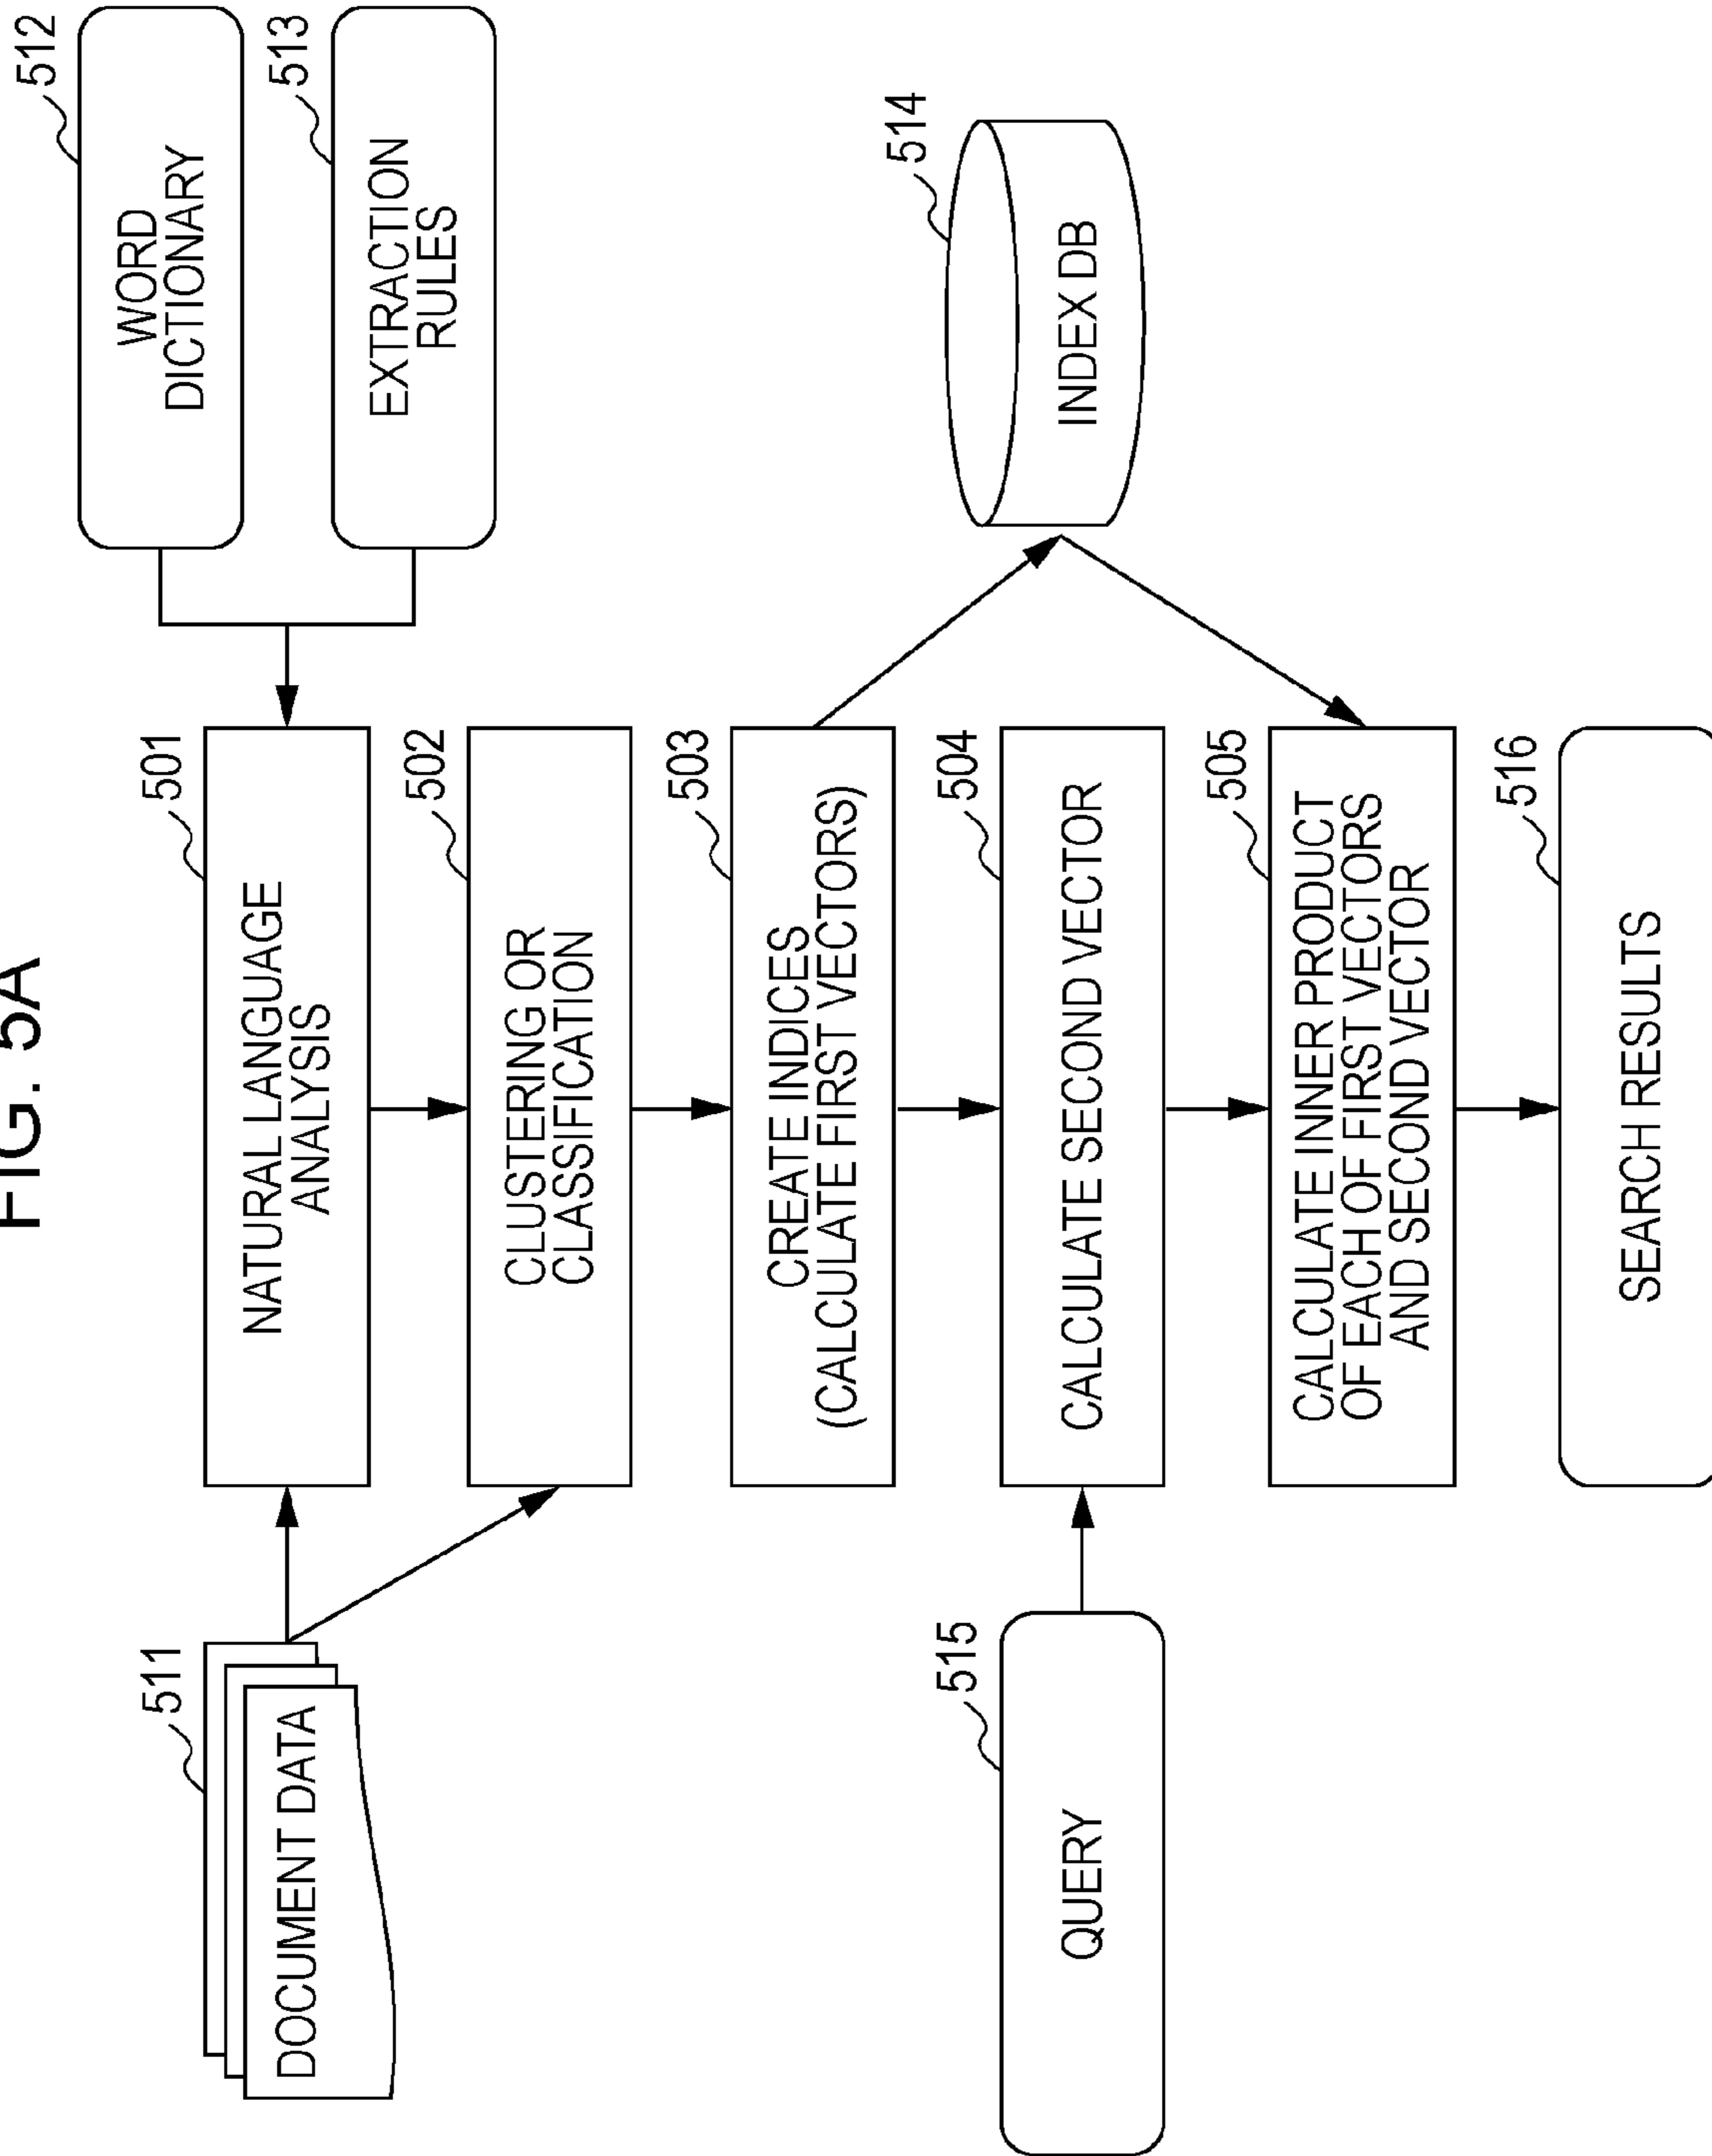 FIG. 5A
511
DOCUMENT DATA
501
NATURAL LANGUAGE
ANALYSIS
512
WORD
DICTIONARY
513
EXTRACTION
RULES
502
CLUSTERING OR
CLASSIFICATION
503
CREATE INDICES
(CALCULATE FIRST VECTORS)
514
INDEX DB
515
QUERY
504
CALCULATE SECOND VECTOR
505
CALCULATE INNER PRODUCT
OF EACH OF FIRST VECTORS
AND SECOND VECTOR
516
SEARCH RESULTS